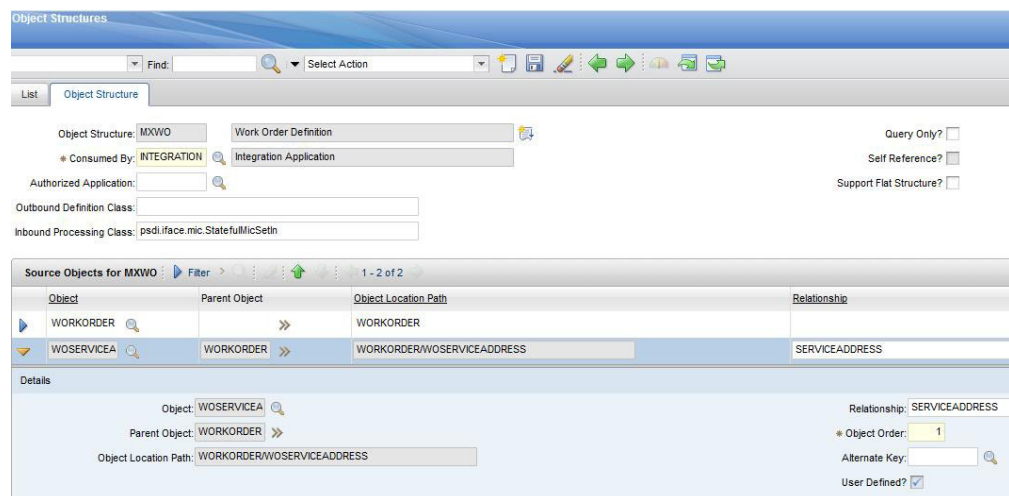 Object Structures
Find: Select Action
List Object Structure
Object Structure: MXWO Work Order Definition Query Only?
* Consumed By: INTEGRATION Integration Application Self Reference?
Authorized Application: Support Flat Structure?
Outbound Definition Class:
Inbound Processing Class: psdi.iface.mic.StatefulMicSetIn
Source Objects for MXWO Filter 1 - 2 of 2
Object Parent Object Object Location Path Relationship
WORKORDER WORKORDER
WOSERVICEA WORKORDER WORKORDER/WOSERVICEADDRESS SERVICEADDRESS
Details
Object: WOSERVICEA Relationship: SERVICEADDRESS
Parent Object: WORKORDER * Object Order: 1
Object Location Path: WORKORDER/WOSERVICEADDRESS Alternate Key:
User Defined?